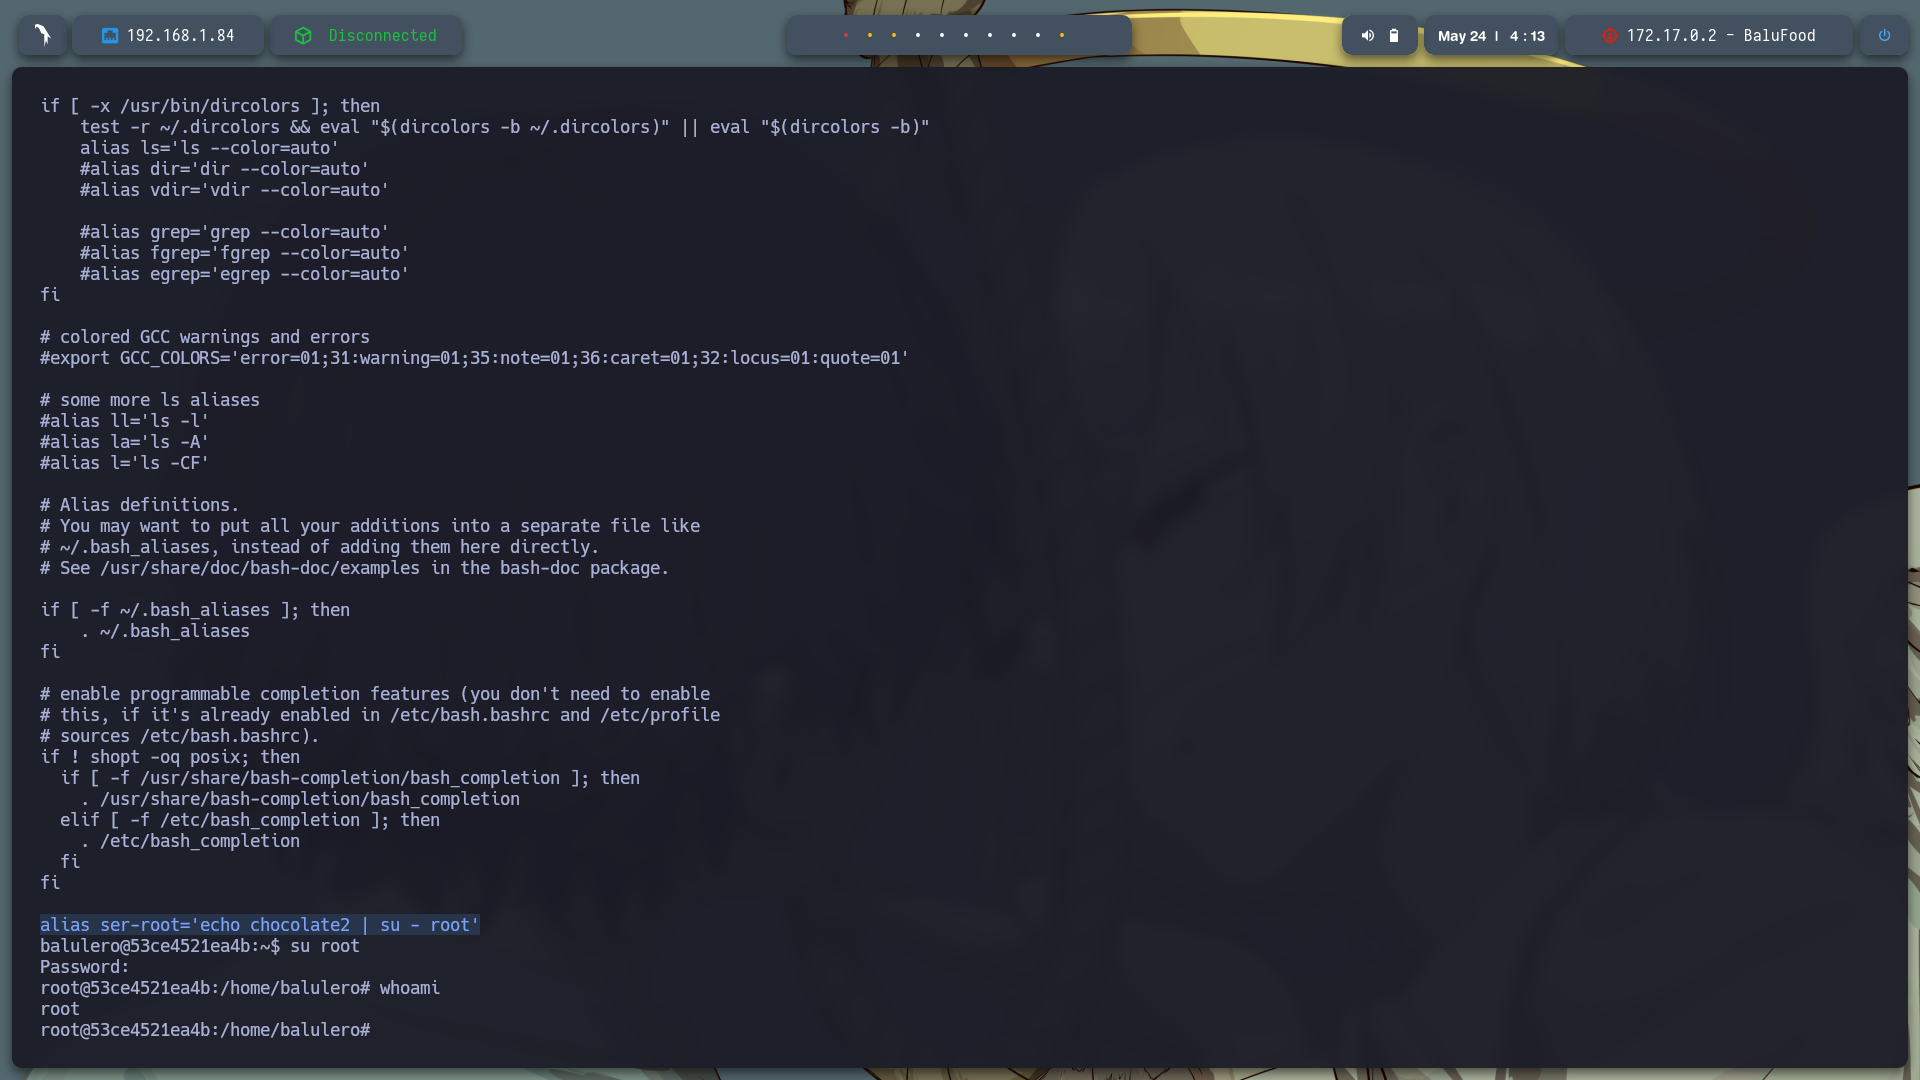 192.168.1.84
Disconnected
May 24 | 4 : 13
172.17.0.2 - BaluFood
if [ -x /usr/bin/dircolors ]; then
    test -r ~/.dircolors && eval "$(dircolors -b ~/.dircolors)" || eval "$(dircolors -b)"
    alias ls='ls --color=auto'
    #alias dir='dir --color=auto'
    #alias vdir='vdir --color=auto'
    #alias grep='grep --color=auto'
    #alias fgrep='fgrep --color=auto'
    #alias egrep='egrep --color=auto'
fi
# colored GCC warnings and errors
#export GCC_COLORS='error=01;31:warning=01;35:note=01;36:caret=01;32:locus=01:quote=01'
# some more ls aliases
#alias ll='ls -l'
#alias la='ls -A'
#alias l='ls -CF'
# Alias definitions.
# You may want to put all your additions into a separate file like
# ~/.bash_aliases, instead of adding them here directly.
# See /usr/share/doc/bash-doc/examples in the bash-doc package.
if [ -f ~/.bash_aliases ]; then
    . ~/.bash_aliases
fi
# enable programmable completion features (you don't need to enable
# this, if it's already enabled in /etc/bash.bashrc and /etc/profile
# sources /etc/bash.bashrc).
if ! shopt -oq posix; then
  if [ -f /usr/share/bash-completion/bash_completion ]; then
    . /usr/share/bash-completion/bash_completion
  elif [ -f /etc/bash_completion ]; then
    . /etc/bash_completion
  fi
fi
alias ser-root='echo chocolate2 | su - root'
balulero@53ce4521ea4b:~$ su root
Password:
root@53ce4521ea4b:/home/balulero# whoami
root
root@53ce4521ea4b:/home/balulero#